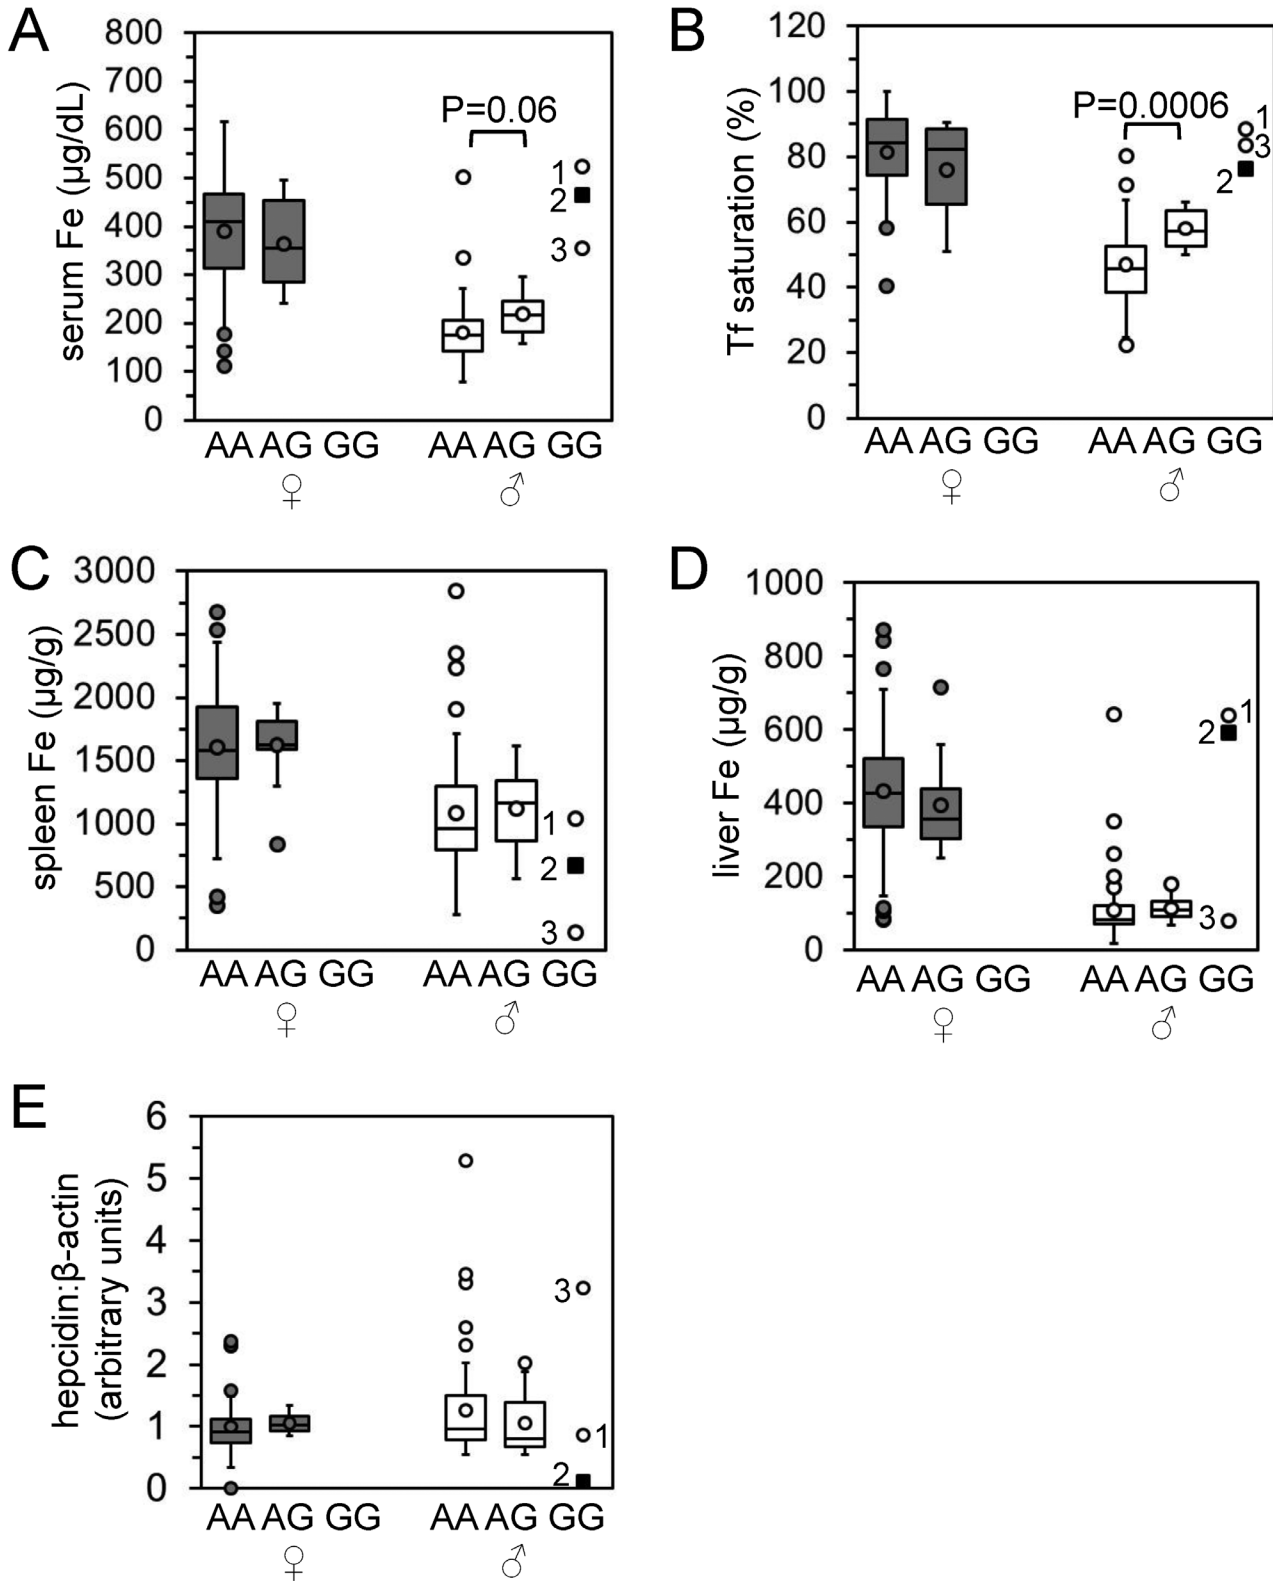 A
serum Fe (µg/dL)
800
700
600
500
400
300
200
100
0
P=0.06
1
2
3
AA AG GG
♀
AA AG GG
♂
B
Tf saturation (%)
120
100
80
60
40
20
0
P=0.0006
1
3
2
AA AG GG
♀
AA AG GG
♂
C
spleen Fe (µg/g)
3000
2500
2000
1500
1000
500
0
1
2
3
AA AG GG
♀
AA AG GG
♂
D
liver Fe (µg/g)
1000
800
600
400
200
0
1
2
3
AA AG GG
♀
AA AG GG
♂
E
hepcidin:β-actin
(arbitrary units)
6
5
4
3
2
1
0
3
1
2
AA AG GG
♀
AA AG GG
♂